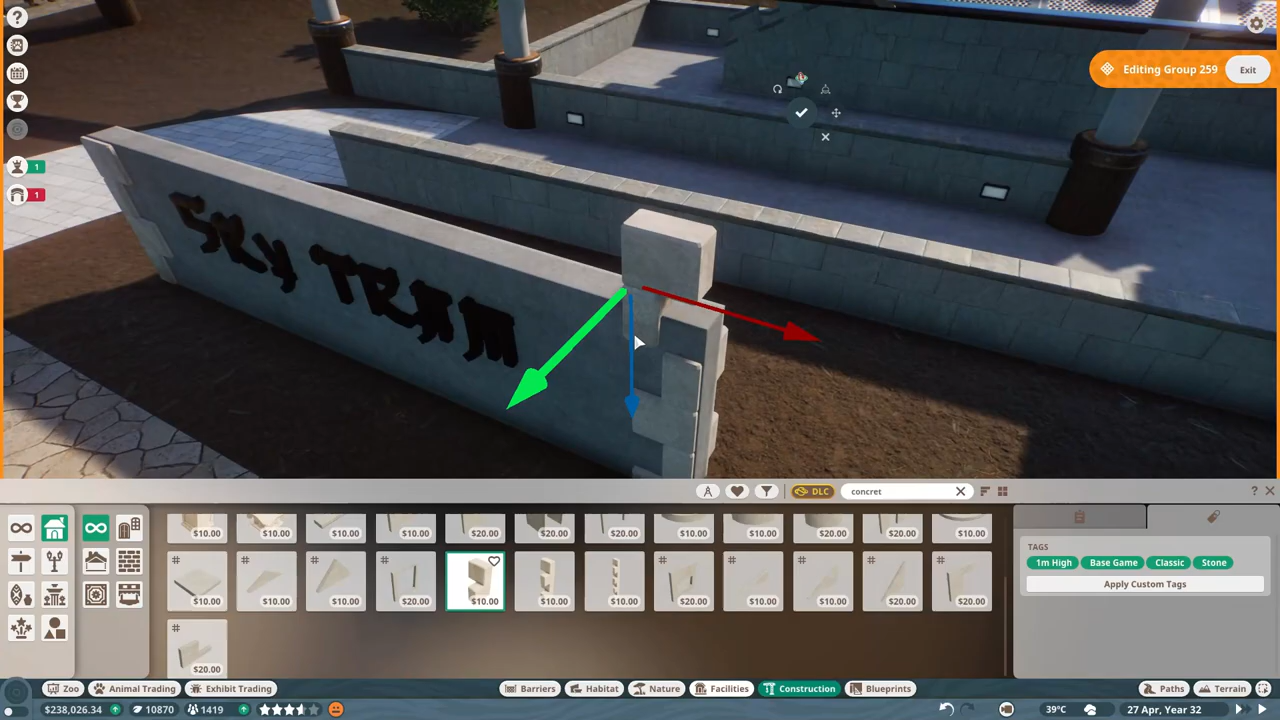 Editing Group 259
Exit
1
1
SKY TRAM
DLC
concret
$10.00 $10.00 $10.00 $10.00 $20.00 $20.00 $20.00 $10.00 $10.00 $10.00 $20.00 $10.00
$10.00 $10.00 $10.00 $20.00 $10.00 $10.00 $10.00 $20.00 $10.00 $10.00 $20.00 $20.00
$20.00
TAGS
1m High Base Game Classic Stone
Apply Custom Tags
Zoo Animal Trading Exhibit Trading Barriers Habitat Nature Facilities Construction Blueprints Paths Terrain
$238,026.34 10870 1419 39°C 27 Apr, Year 32